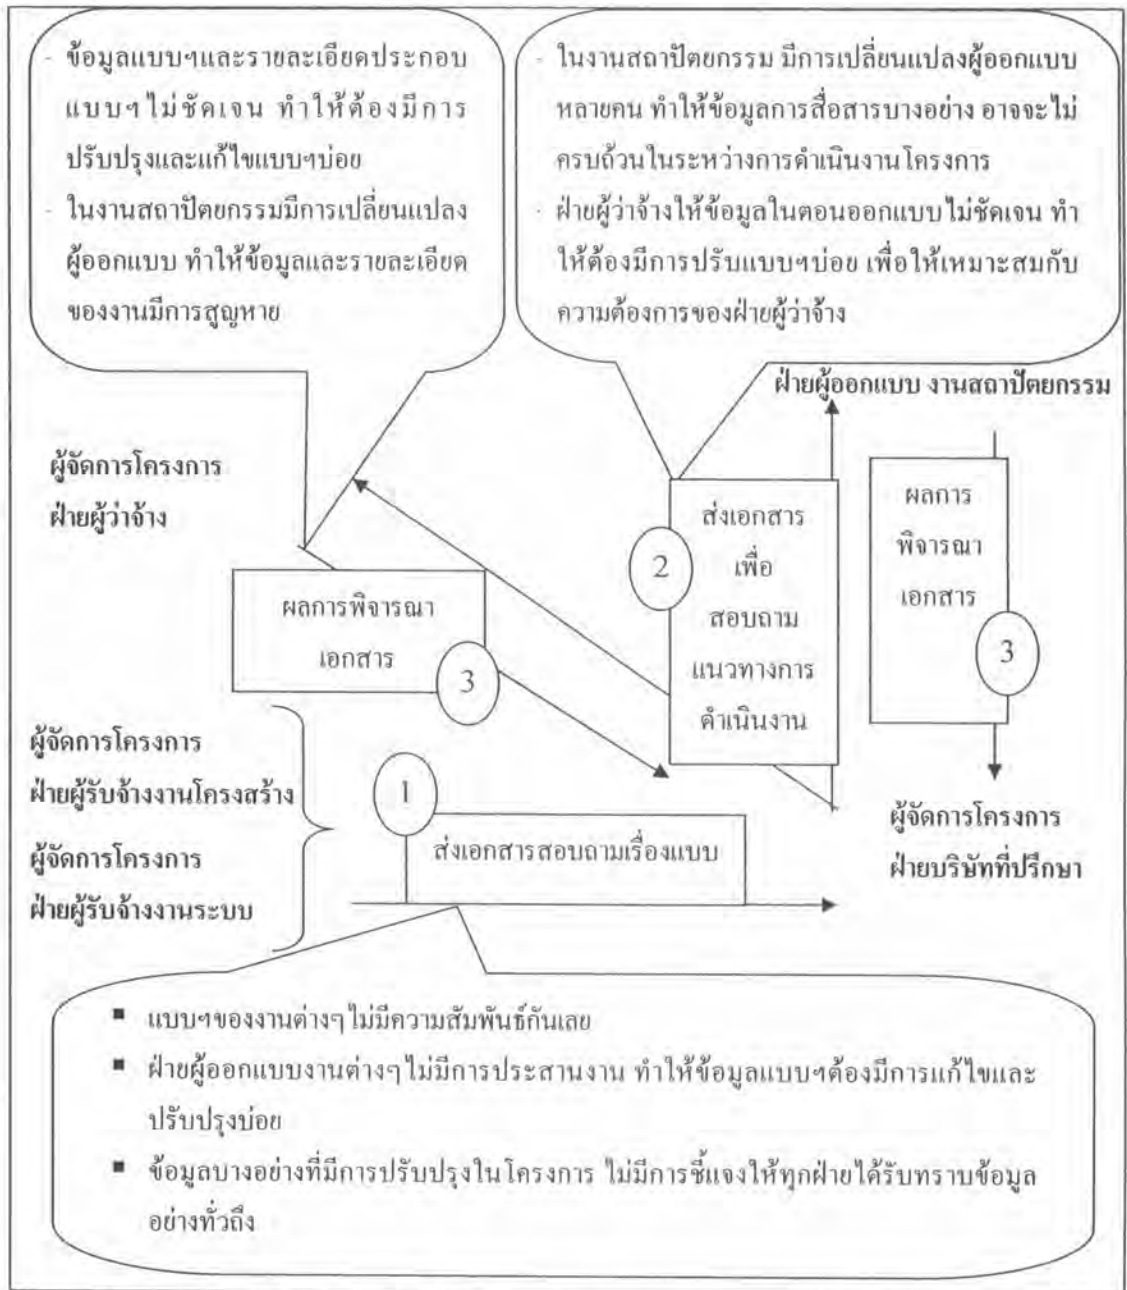 - ข้อมูลแบบฯและรายละเอียดประกอบ
แบบฯไม่ชัดเจน ทำให้ต้องมีการ
ปรับปรุงและแก้ไขแบบฯบ่อย
- ในงานสถาปัตยกรรมมีการเปลี่ยนแปลง
ผู้ออกแบบ ทำให้ข้อมูลและรายละเอียด
ของงานมีการสูญหาย
- ในงานสถาปัตยกรรม มีการเปลี่ยนแปลงผู้ออกแบบ
หลายคน ทำให้ข้อมูลการสื่อสารบางอย่าง อาจจะไม่
ครบถ้วนในระหว่างการดำเนินงานโครงการ
- ฝ่ายผู้ว่าจ้างให้ข้อมูลในตอนออกแบบไม่ชัดเจน ทำ
ให้ต้องมีการปรับแบบฯบ่อย เพื่อให้เหมาะสมกับ
ความต้องการของฝ่ายผู้ว่าจ้าง
ฝ่ายผู้ออกแบบ งานสถาปัตยกรรม
ผู้จัดการโครงการ
ฝ่ายผู้ว่าจ้าง
ผลการพิจารณา
เอกสาร
3
2
ส่งเอกสาร
เพื่อ
สอบถาม
แนวทางการ
ดำเนินงาน
ผลการ
พิจารณา
เอกสาร
3
ผู้จัดการโครงการ
ฝ่ายผู้รับจ้างงานโครงสร้าง
ผู้จัดการโครงการ
ฝ่ายผู้รับจ้างงานระบบ
1
ส่งเอกสารสอบถามเรื่องแบบ
ผู้จัดการโครงการ
ฝ่ายบริษัทที่ปรึกษา
▪ แบบฯของงานต่างๆไม่มีความสัมพันธ์กันเลย
▪ ฝ่ายผู้ออกแบบงานต่างๆไม่มีการประสานงาน ทำให้ข้อมูลแบบฯต้องมีการแก้ไขและ
ปรับปรุงบ่อย
▪ ข้อมูลบางอย่างที่มีการปรับปรุงในโครงการ ไม่มีการชี้แจงให้ทุกฝ่ายได้รับทราบข้อมูล
อย่างทั่วถึง